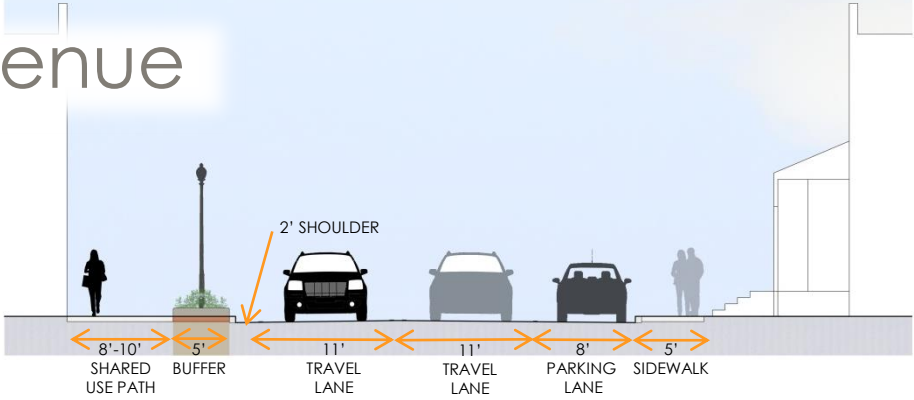 enue
2' SHOULDER
8'-10'
SHARED
USE PATH
5'
BUFFER
11'
TRAVEL
LANE
11'
TRAVEL
LANE
8'
PARKING
LANE
5'
SIDEWALK